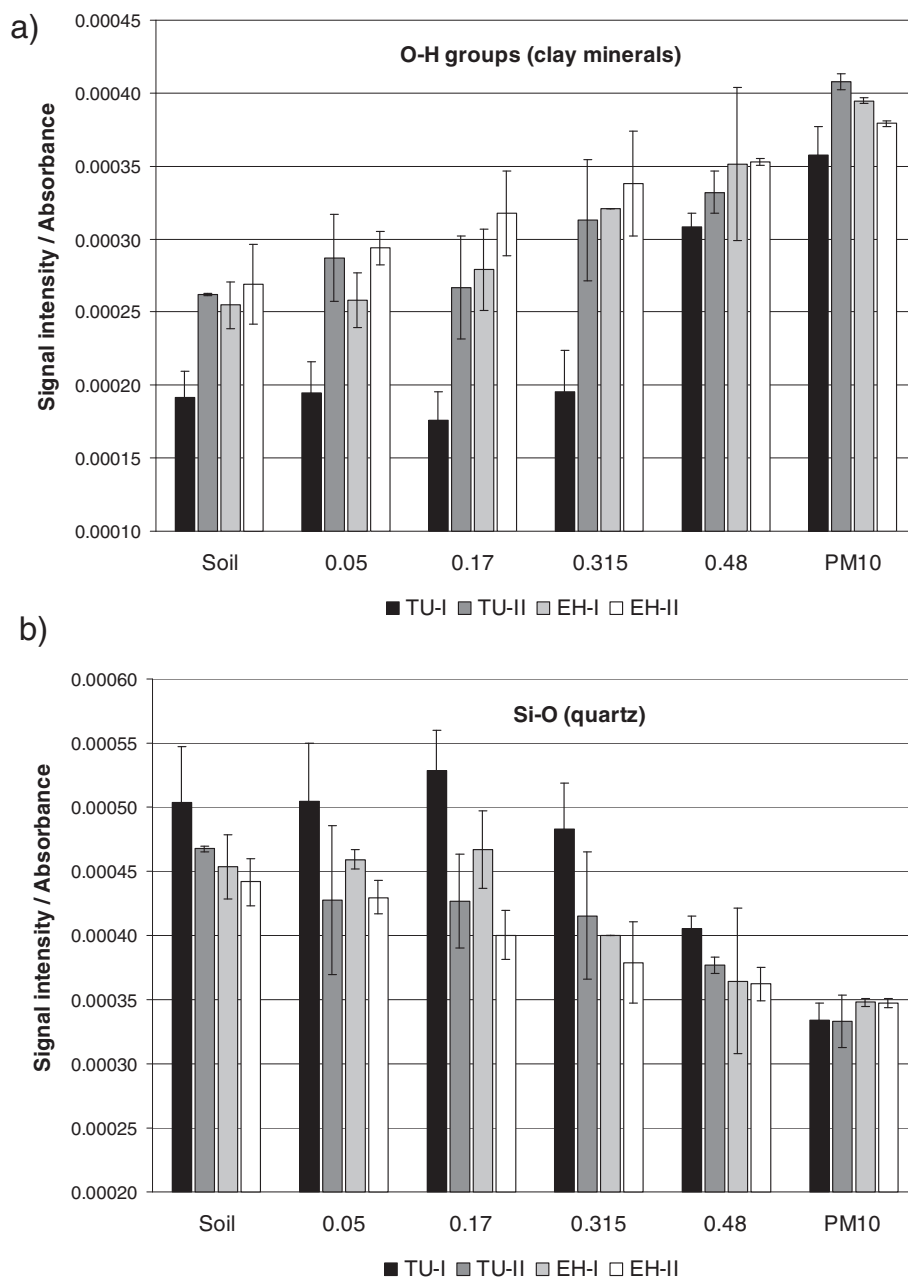 a)
O-H groups (clay minerals)
Signal intensity / Absorbance
0.00045
0.00040
0.00035
0.00030
0.00025
0.00020
0.00015
0.00010
Soil 0.05 0.17 0.315 0.48 PM10
TU-I TU-II EH-I EH-II
b)
Si-O (quartz)
Signal intensity / Absorbance
0.00060
0.00055
0.00050
0.00045
0.00040
0.00035
0.00030
0.00025
0.00020
Soil 0.05 0.17 0.315 0.48 PM10
TU-I TU-II EH-I EH-II